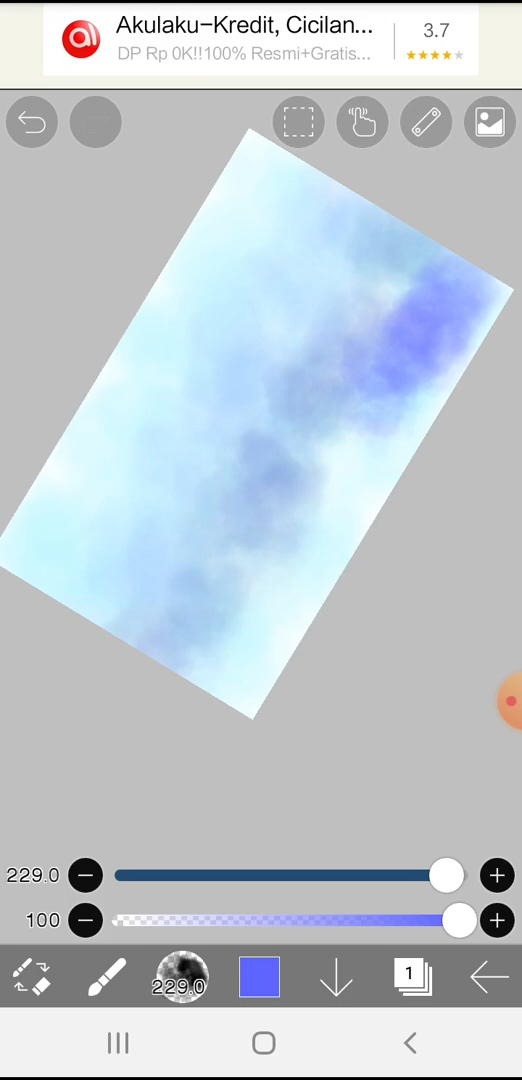 Akulaku–Kredit, Cicilan...
3.7
DP Rp 0K!!100% Resmi+Gratis...
229.0
100
229.0
1